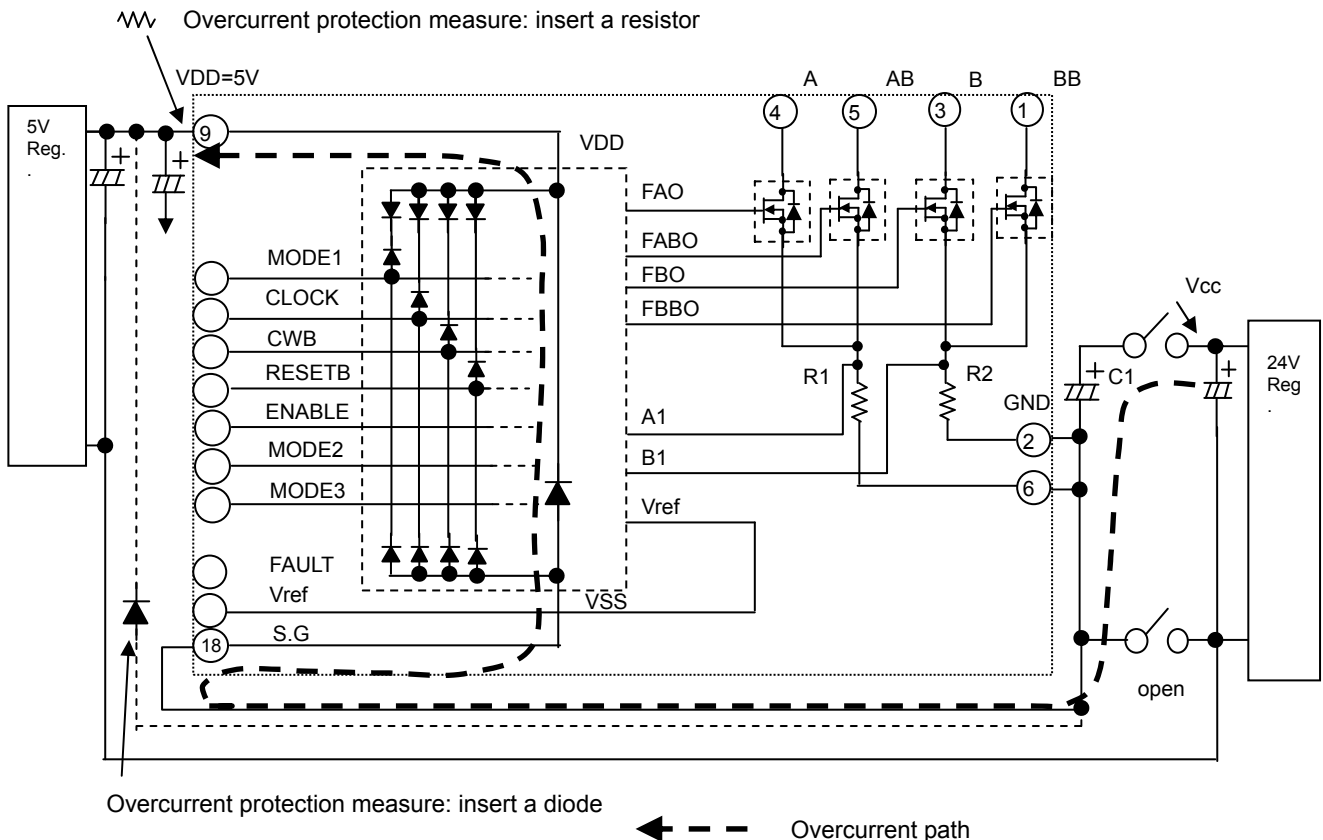 Overcurrent protection measure: insert a resistor
VDD=5V
A
AB
B
BB
4
5
3
1
5V
Reg.
.
9
VDD
FAO
FABO
FBO
FBBO
MODE1
CLOCK
CWB
RESETB
ENABLE
MODE2
MODE3
FAULT
Vref
S.G
18
VSS
A1
B1
Vref
R1
R2
GND
2
6
Vcc
C1
+
+
+
+
24V
Reg
.
open
Overcurrent protection measure: insert a diode
Overcurrent path